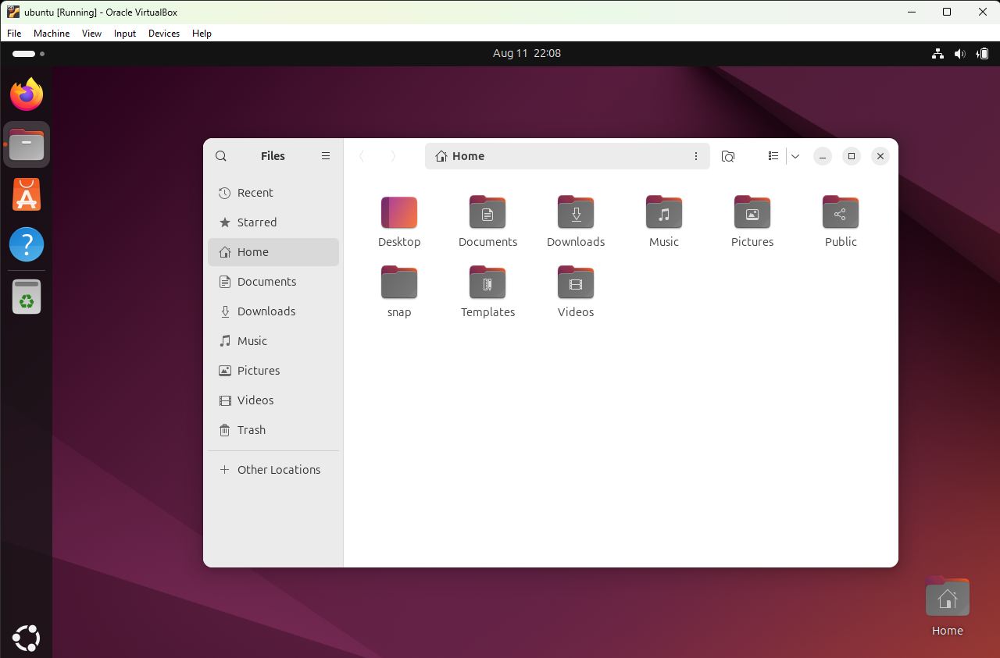 ubuntu [Running] - Oracle VirtualBox
File Machine View Input Devices Help
Aug 11 22:08
Files
Home
Recent
Starred
Home
Documents
Downloads
Music
Pictures
Videos
Trash
Other Locations
Desktop Documents Downloads Music Pictures Public
snap Templates Videos
Home